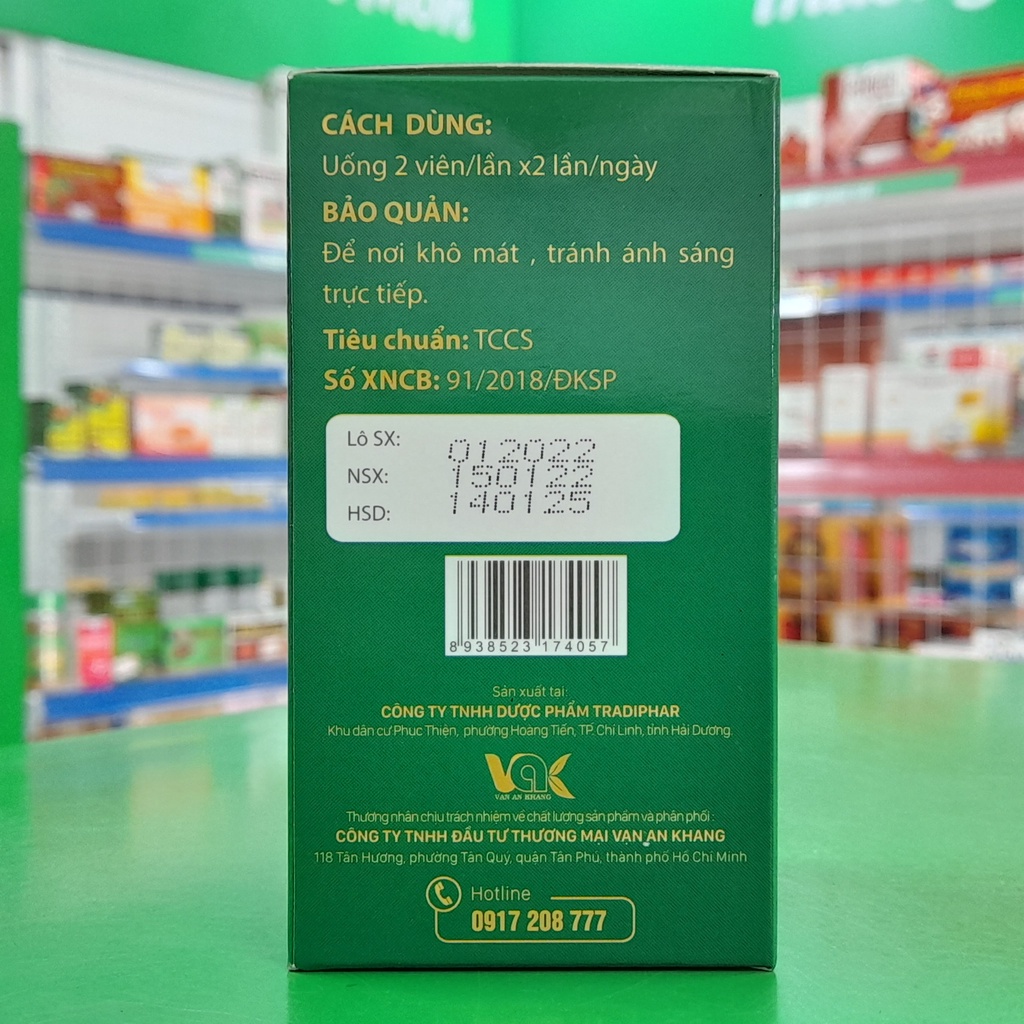 CÁCH DÙNG:
Uống 2 viên/lần x2 lần/ngày
BẢO QUẢN:
Để nơi khô mát , tránh ánh sáng
trực tiếp.
Tiêu chuẩn: TCCS
Số XNCB: 91/2018/ĐKSP
Lô SX: 012022
NSX: 150122
HSD: 140125
8 938523 174057
Sản xuất tại:
CÔNG TY TNHH DƯỢC PHẨM TRADIPHAR
Khu dân cư Phục Thiện, phường Hoàng Tiến, TP. Chí Linh, tỉnh Hải Dương.
VAK
VAN AN KHANG
Thương nhân chịu trách nhiệm về chất lượng sản phẩm và phân phối :
CÔNG TY TNHH ĐẦU TƯ THƯƠNG MẠI VẠN AN KHANG
118 Tân Hương, phường Tân Quý, quận Tân Phú, thành phố Hồ Chí Minh
Hotline
0917 208 777